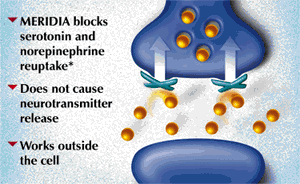 MERIDIA blocks
serotonin and
norepinephrine
reuptake*
Does not cause
neurotransmitter
release
Works outside
the cell